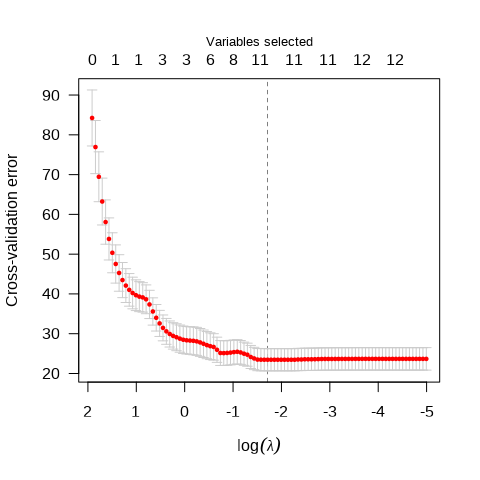 Variables selected
0 1 1 3 3 6 8 11 11 11 12 12
90
80
70
60
50
40
30
20
Cross-validation error
2 1 0 -1 -2 -3 -4 -5
log(λ)